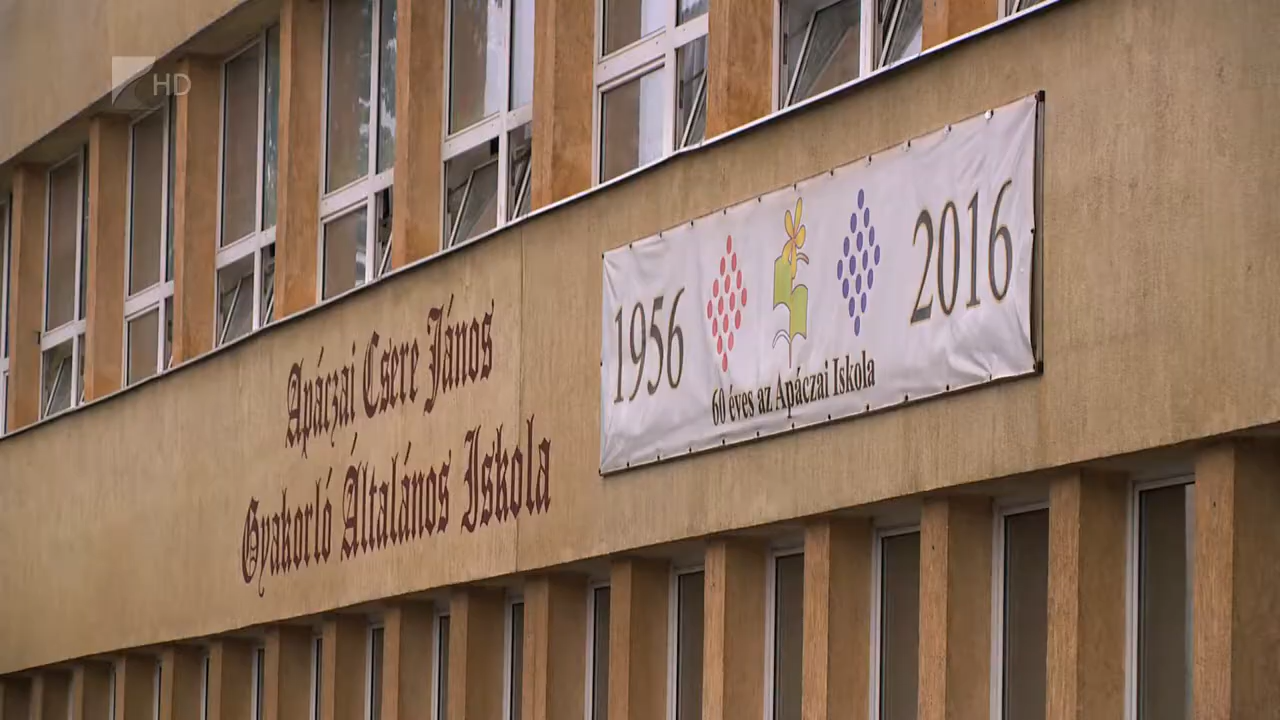 HD
Apáczai Csere János
Gyakorló Általános Iskola
1956
2016
60 éves az Apáczai Iskola